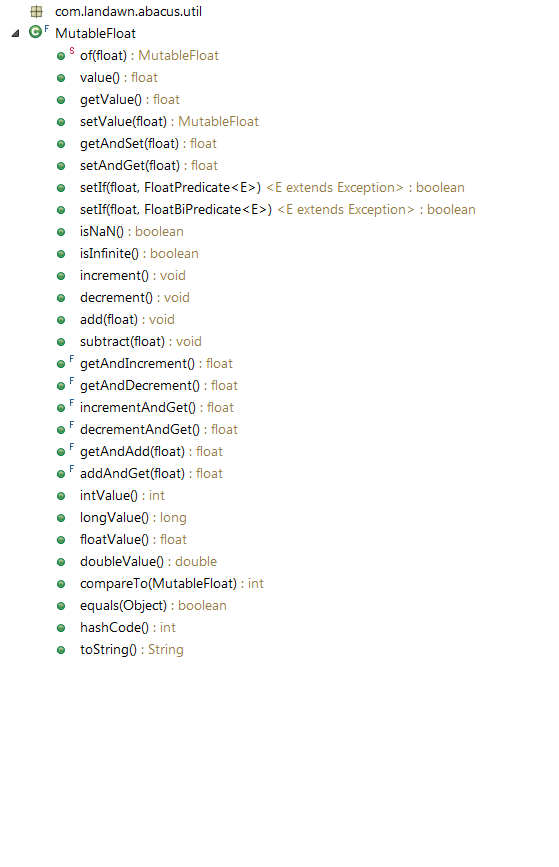 com.landawn.abacus.util
C F MutableFloat
S of(float) : MutableFloat
value() : float
getValue() : float
setValue(float) : MutableFloat
getAndSet(float) : float
setAndGet(float) : float
setIf(float, FloatPredicate<E>) <E extends Exception> : boolean
setIf(float, FloatBiPredicate<E>) <E extends Exception> : boolean
isNaN() : boolean
isInfinite() : boolean
increment() : void
decrement() : void
add(float) : void
subtract(float) : void
F getAndIncrement() : float
F getAndDecrement() : float
F incrementAndGet() : float
F decrementAndGet() : float
F getAndAdd(float) : float
F addAndGet(float) : float
intValue() : int
longValue() : long
floatValue() : float
doubleValue() : double
compareTo(MutableFloat) : int
equals(Object) : boolean
hashCode() : int
toString() : String